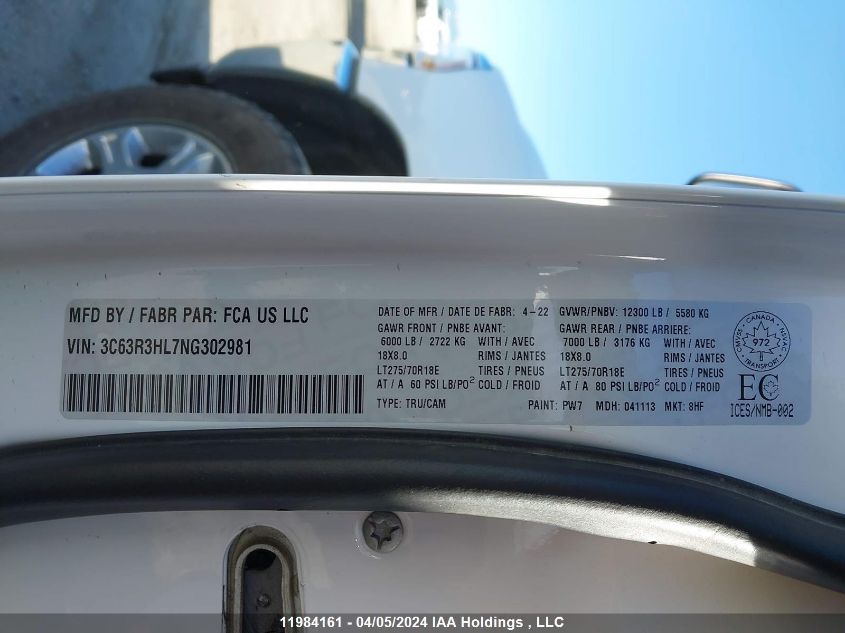 MFD BY / FABR PAR: FCA US LLC
VIN: 3C63R3HL7NG302981
DATE OF MFR / DATE DE FABR: 4-22 GVWR/PNBV: 12300 LB / 5580 KG
GAWR FRONT / PNBE AVANT: GAWR REAR / PNBE ARRIERE:
6000 LB / 2722 KG WITH / AVEC 7000 LB / 3176 KG WITH / AVEC
18X8.0 RIMS / JANTES 18X8.0 RIMS / JANTES
LT275/70R18E TIRES / PNEUS LT275/70R18E TIRES / PNEUS
AT / A 60 PSI LB/PO² COLD / FROID AT / A 80 PSI LB/PO² COLD / FROID
TYPE: TRU/CAM PAINT: PW7 MDH: 041113 MKT: 8HF
CANADA
972
TRANSPORT
EC
ICES/NMB-002
11984161 - 04/05/2024 IAA Holdings , LLC